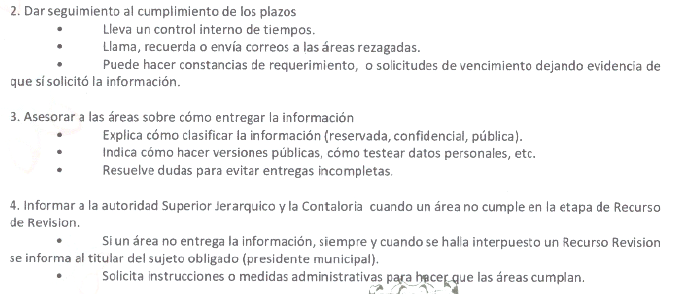 2. Dar seguimiento al cumplimiento de los plazos
• Lleva un control interno de tiempos.
• Llama, recuerda o envía correos a las áreas rezagadas.
• Puede hacer constancias de requerimiento, o solicitudes de vencimiento dejando evidencia de
que sí solicitó la información.
3. Asesorar a las áreas sobre cómo entregar la información
• Explica cómo clasificar la información (reservada, confidencial, pública).
• Indica cómo hacer versiones públicas, cómo testear datos personales, etc.
• Resuelve dudas para evitar entregas incompletas.
4. Informar a la autoridad Superior Jerarquico y la Contaloria cuando un área no cumple en la etapa de Recurso
de Revision.
• Si un área no entrega la información, siiempre y cuando se halla interpuesto un Recurso Revision
se informa al titular del sujeto obligado (presidente municipal).
• Solicita instrucciones o medidas administrativas para hacer que las áreas cumplan.